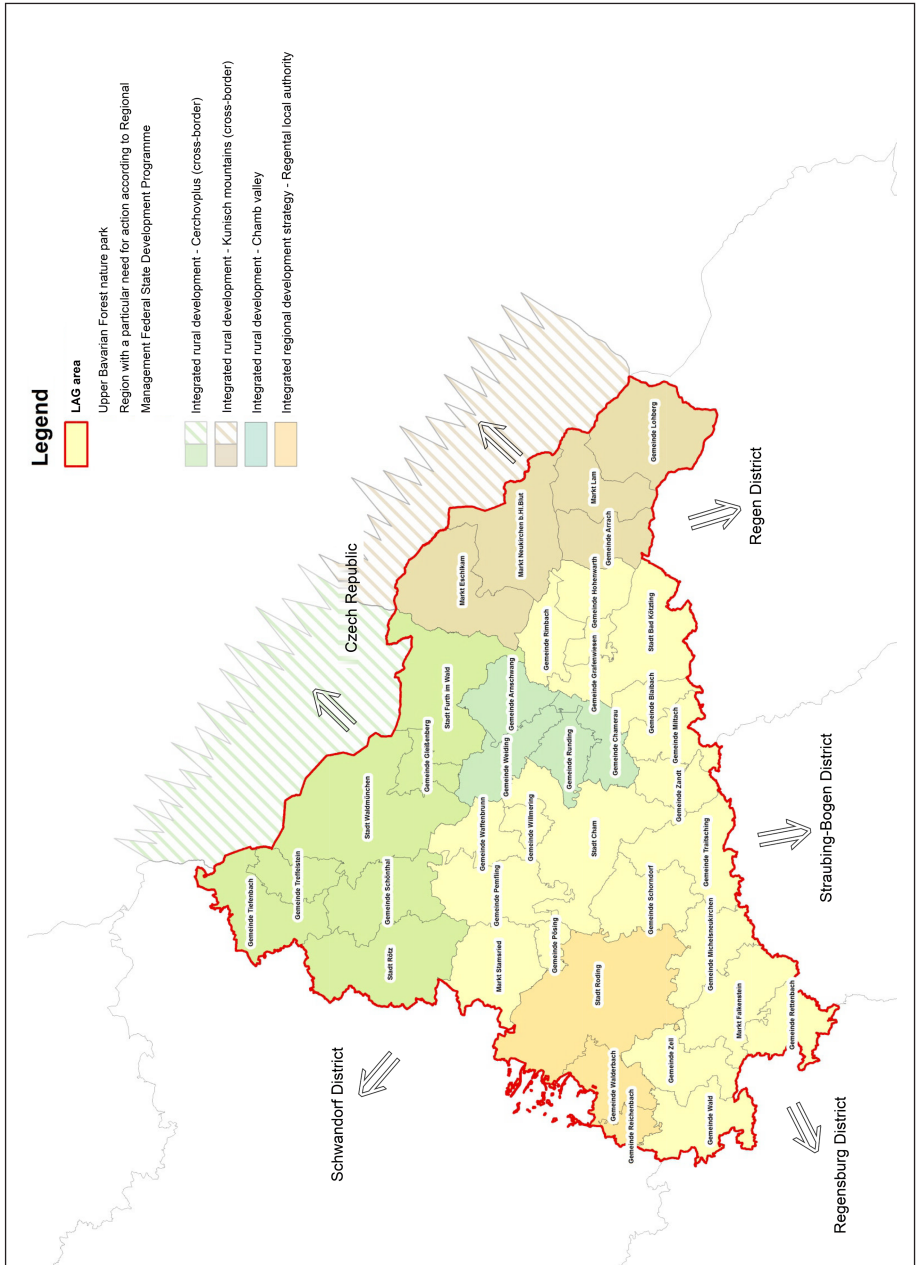 Legend
LAG area
Upper Bavarian Forest nature park
Region with a particular need for action according to Regional
Management Federal State Development Programme
Integrated rural development - Cerchovplus (cross-border)
Integrated rural development - Kunisch mountains (cross-border)
Integrated rural development - Chamb valley
Integrated regional development strategy - Regental local authority
Schwandorf District
Czech Republic
Gemeinde Tiefenbach
Gemeinde Treffelstein
Stadt Waldmünchen
Gemeinde Schönthal
Stadt Rötz
Gemeinde Gleißenberg
Stadt Furth im Wald
Markt Eschlkam
Markt Neukirchen b.Hl.Blut
Gemeinde Waffenbrunn
Gemeinde Pemfling
Markt Stamsried
Gemeinde Weiding
Gemeinde Arnschwang
Gemeinde Willmering
Gemeinde Pösing
Gemeinde Rimbach
Gemeinde Runding
Markt Lam
Gemeinde Arrach
Gemeinde Hohenwarth
Gemeinde Grafenwiesen
Stadt Cham
Stadt Roding
Gemeinde Walderbach
Gemeinde Reichenbach
Gemeinde Chamerau
Gemeinde Lohberg
Stadt Bad Kötzting
Gemeinde Blaibach
Gemeinde Schorndorf
Gemeinde Zell
Gemeinde Miltach
Gemeinde Zandt
Gemeinde Traitsching
Gemeinde Michelsneukirchen
Gemeinde Wald
Markt Falkenstein
Gemeinde Rettenbach
Regen District
Straubing-Bogen District
Regensburg District